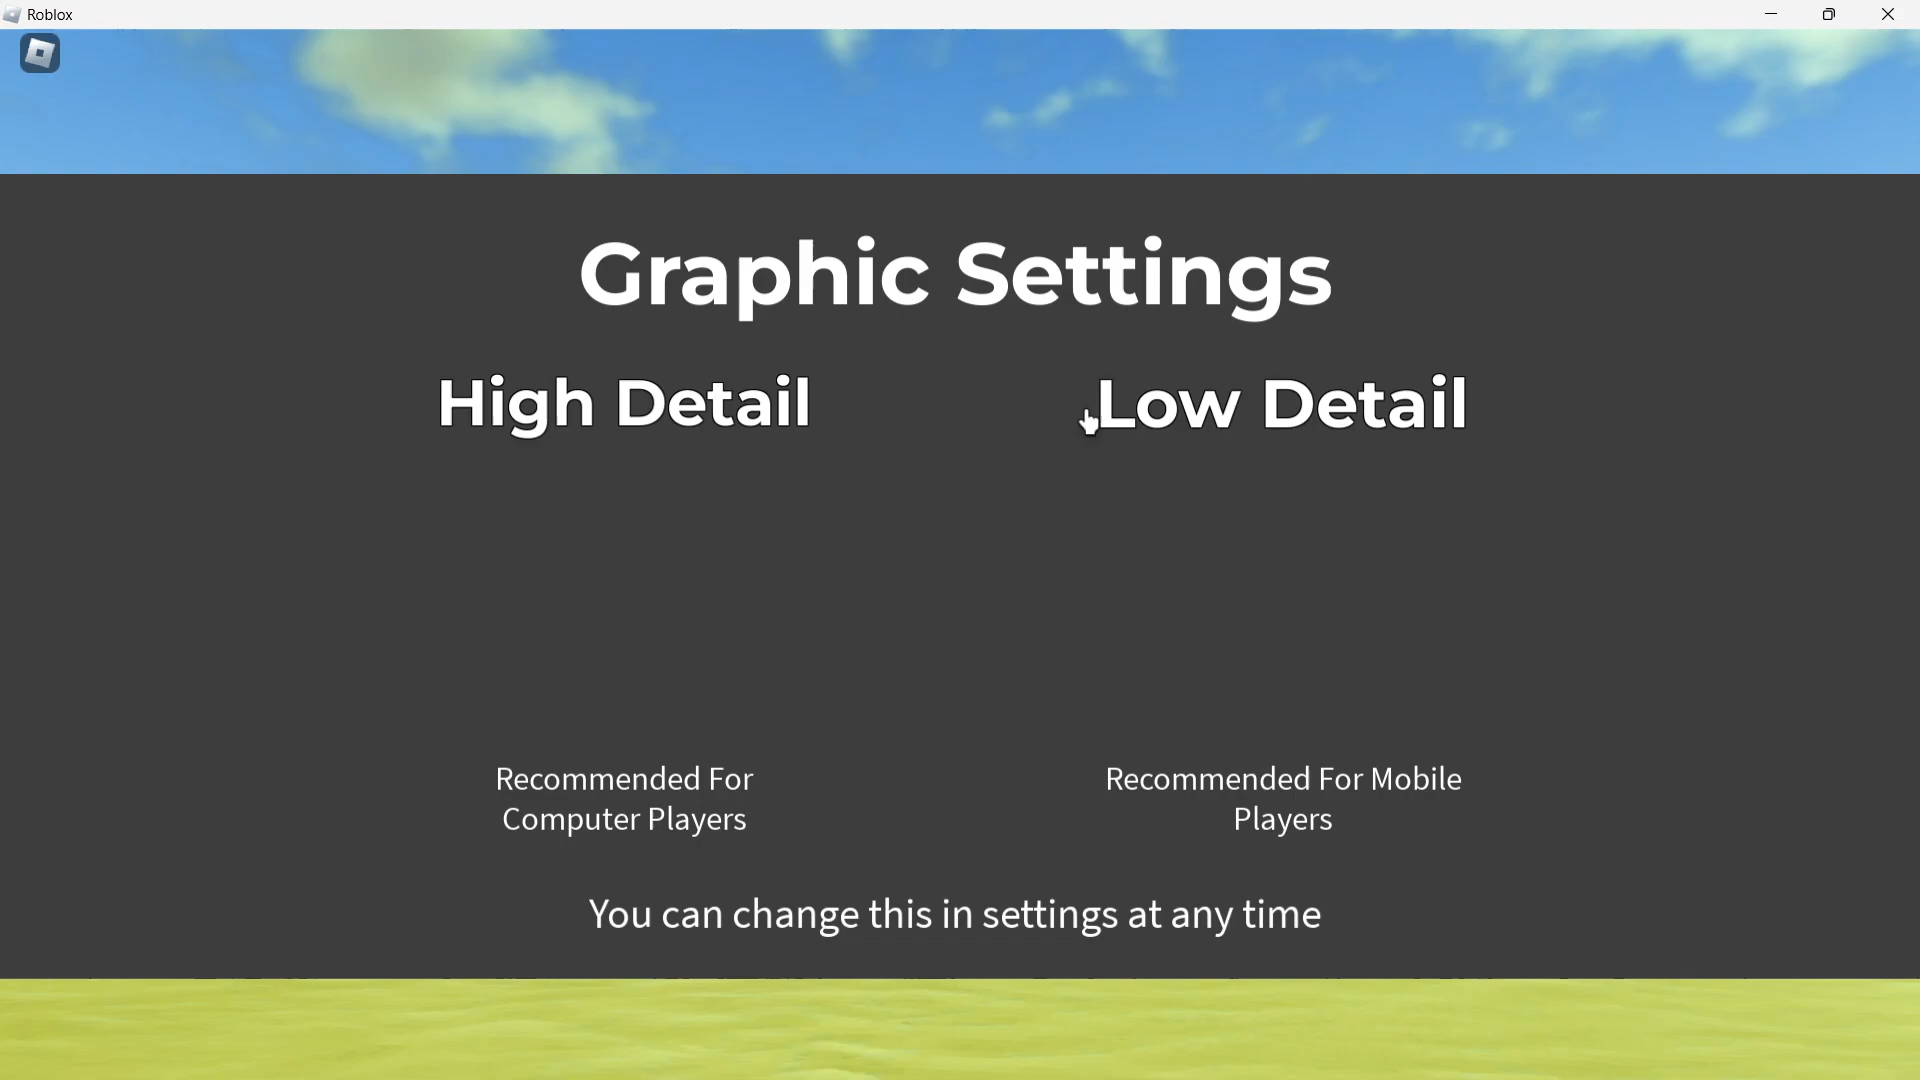 Roblox
Graphic Settings
High Detail
Low Detail
Recommended For
Computer Players
Recommended For Mobile
Players
You can change this in settings at any time